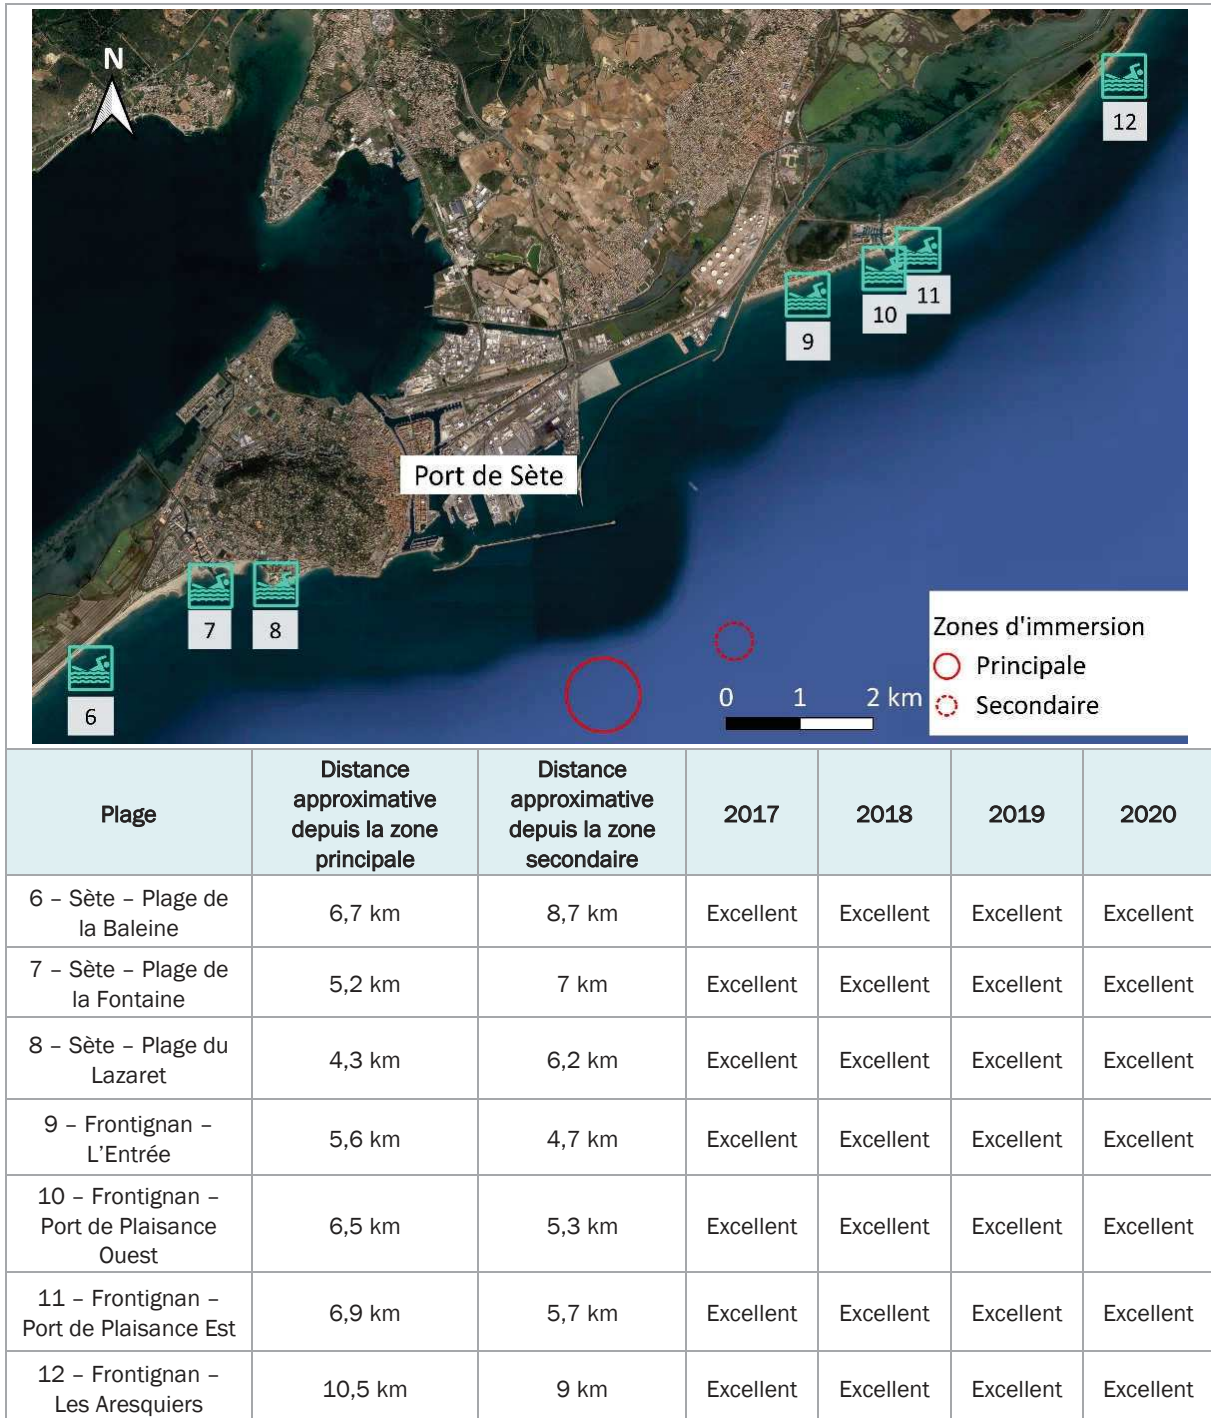 N
12
11
10
9
Port de Sète
7
8
6
Zones d'immersion
Principale
Secondaire
0 1 2 km
Plage
Distance
approximative
depuis la zone
principale
Distance
approximative
depuis la zone
secondaire
2017
2018
2019
2020
6 – Sète – Plage de
la Baleine
6,7 km
8,7 km
Excellent
Excellent
Excellent
Excellent
7 – Sète – Plage de
la Fontaine
5,2 km
7 km
Excellent
Excellent
Excellent
Excellent
8 – Sète – Plage du
Lazaret
4,3 km
6,2 km
Excellent
Excellent
Excellent
Excellent
9 – Frontignan –
L’Entrée
5,6 km
4,7 km
Excellent
Excellent
Excellent
Excellent
10 – Frontignan –
Port de Plaisance
Ouest
6,5 km
5,3 km
Excellent
Excellent
Excellent
Excellent
11 – Frontignan –
Port de Plaisance Est
6,9 km
5,7 km
Excellent
Excellent
Excellent
Excellent
12 – Frontignan –
Les Aresquiers
10,5 km
9 km
Excellent
Excellent
Excellent
Excellent